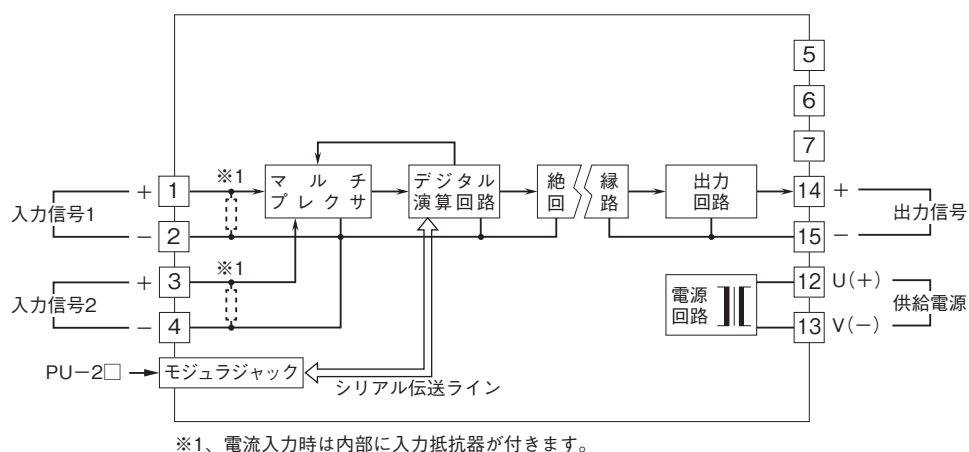 5
6
7
※1
マルチ
プレクサ
デジタル
演算回路
絶縁
回路
出力
回路
入力信号1
+ 1
− 2
14 +
15 −
出力信号
※1
入力信号2
+ 3
− 4
電源
回路
12 U(+)
13 V(−)
供給電源
PU−2□
モジュラジャック
シリアル伝送ライン
※1、電流入力時は内部に入力抵抗器が付きます。